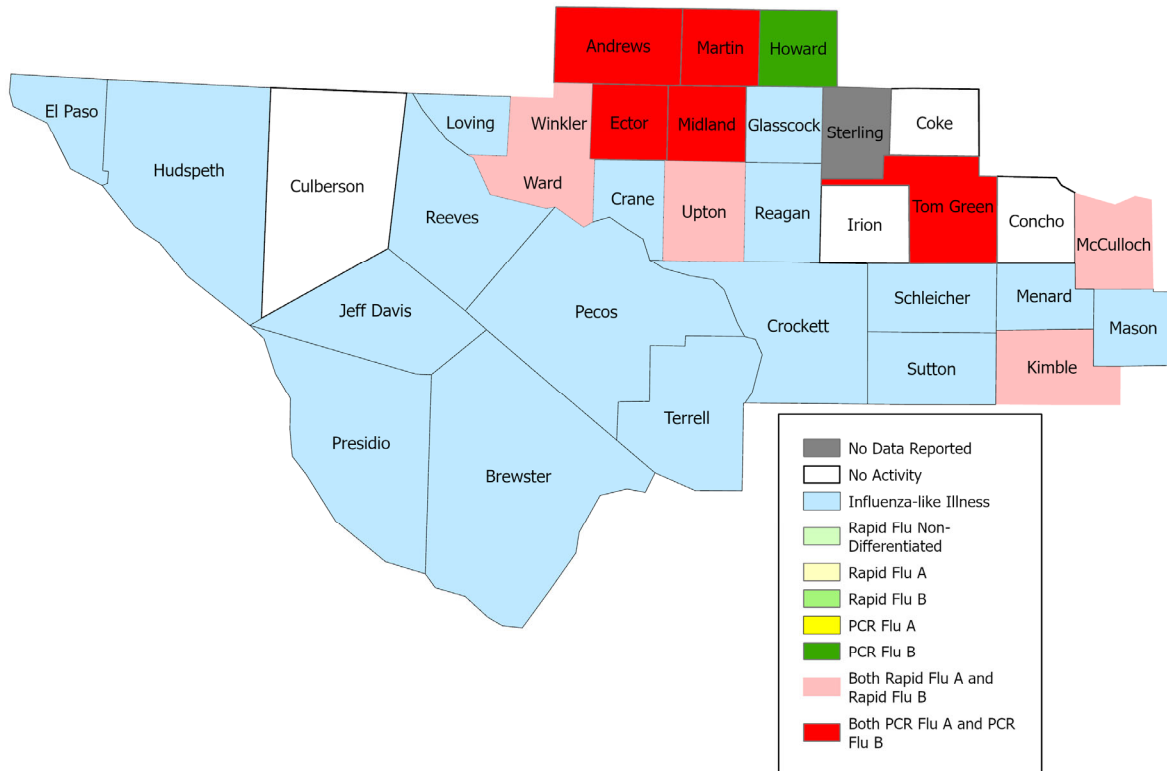 Andrews
Martin
Howard
El Paso
Loving
Winkler
Ector
Midland
Glasscock
Sterling
Coke
Hudspeth
Culberson
Ward
Reeves
Crane
Upton
Reagan
Irion
Tom Green
Concho
McCulloch
Jeff Davis
Pecos
Crockett
Schleicher
Menard
Mason
Sutton
Kimble
Terrell
Presidio
Brewster
No Data Reported
No Activity
Influenza-like Illness
Rapid Flu Non-
Differentiated
Rapid Flu A
Rapid Flu B
PCR Flu A
PCR Flu B
Both Rapid Flu A and
Rapid Flu B
Both PCR Flu A and PCR
Flu B